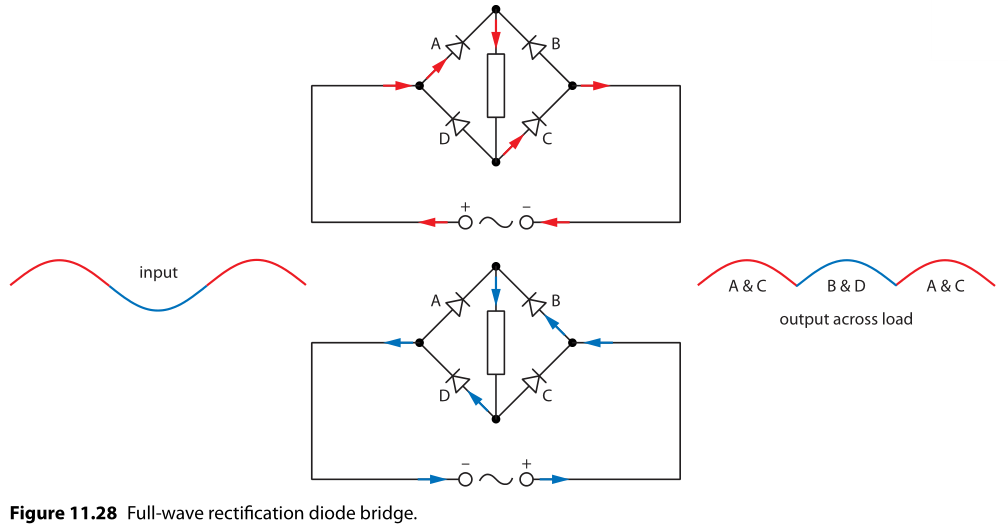 A
B
D
C
+ −
input
A & C B & D A & C
output across load
A
B
D
C
− +
Figure 11.28 Full-wave rectification diode bridge.